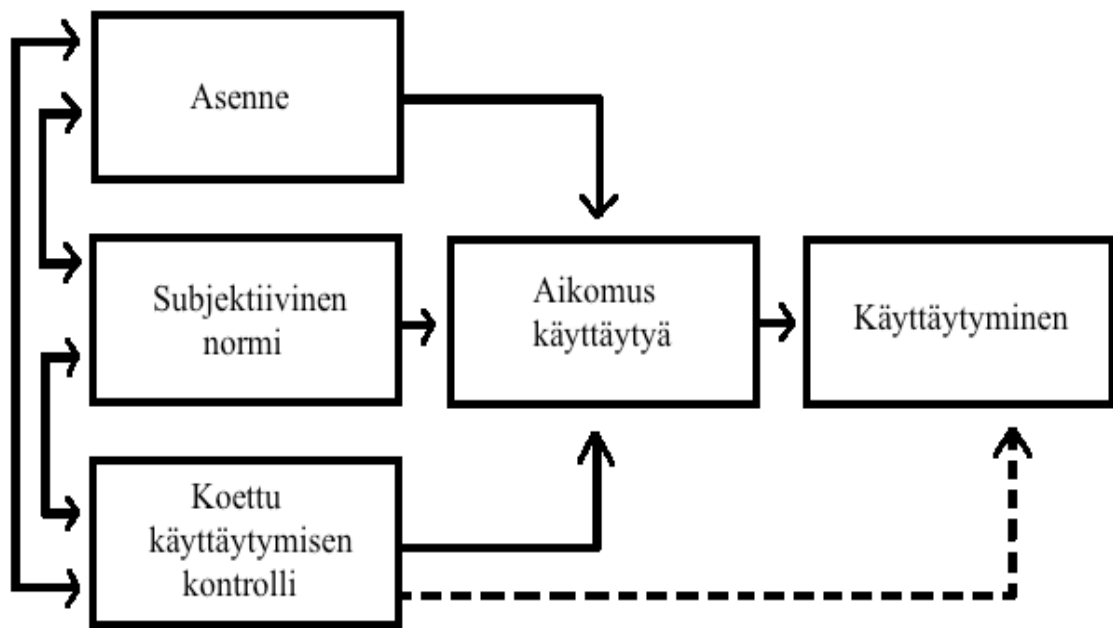 Asenne
Subjektiivinen
normi
Aikomus
käyttäytyä
Käyttäytyminen
Koettu
käyttäytymisen
kontrolli